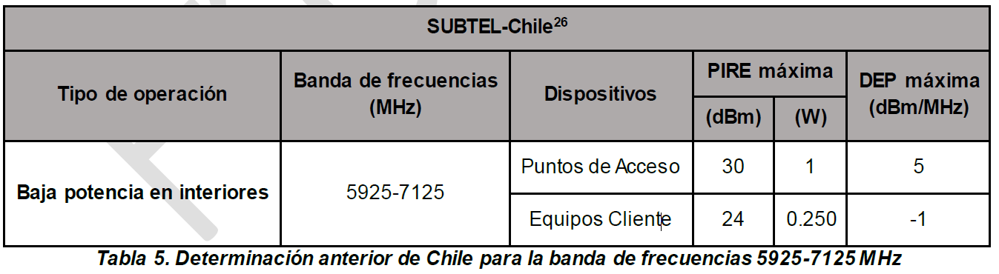 SUBTEL-Chile26
Tipo de operación
Banda de frecuencias
(MHz)
Dispositivos
PIRE máxima
(dBm)
(W)
DEP máxima
(dBm/MHz)
Baja potencia en interiores
5925-7125
Puntos de Acceso
30
1
5
Equipos Cliente
24
0.250
-1
Tabla 5. Determinación anterior de Chile para la banda de frecuencias 5925-7125 MHz